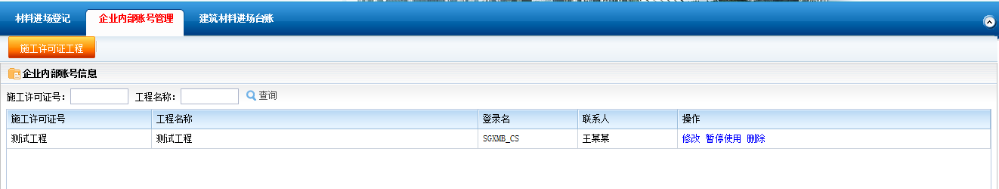 材料进场登记 企业内部账号管理 建筑材料进场台账
施工许可证工程
企业内部账号信息
施工许可证号： 工程名称： 查询
施工许可证号 工程名称 登录名 联系人 操作
测试工程 测试工程 SGXMB_CS 王某某 修改 暂停使用 删除